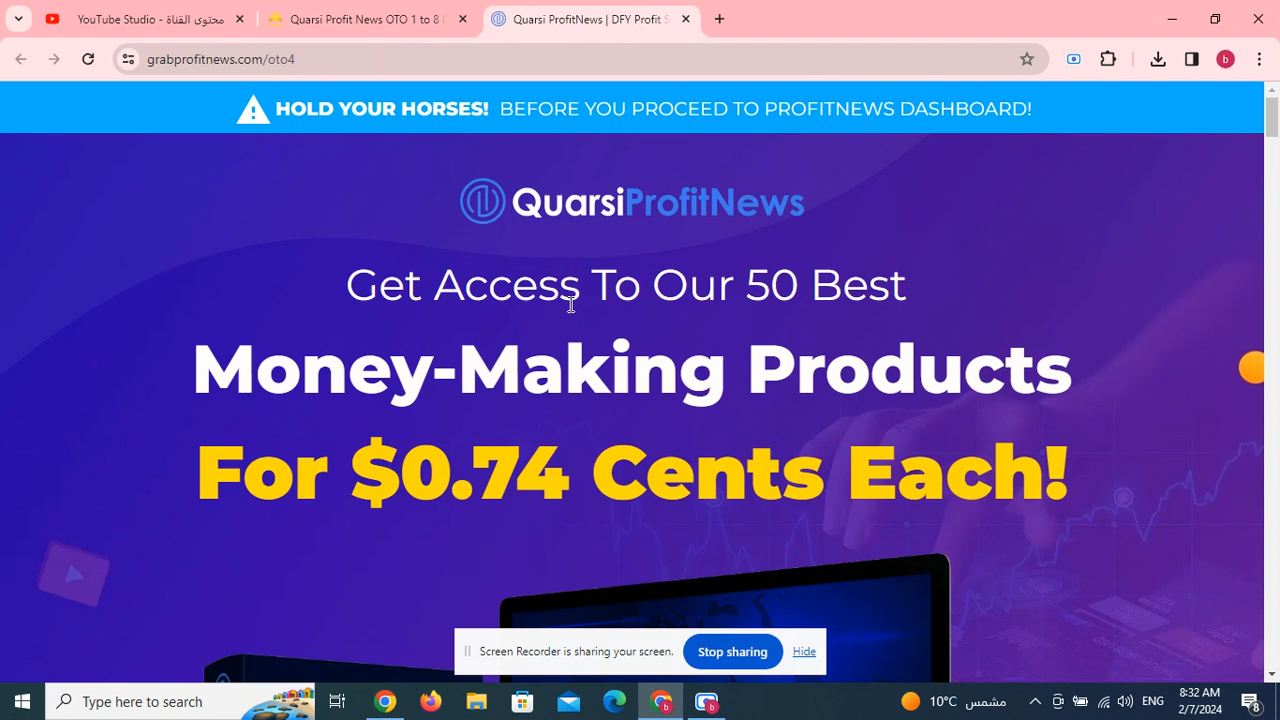 YouTube Studio - محتوى القناة
Quarsi Profit News OTO 1 to 8
Quarsi ProfitNews | DFY Profit
grabprofitnews.com/oto4
b
HOLD YOUR HORSES! BEFORE YOU PROCEED TO PROFITNEWS DASHBOARD!
QuarsiProfitNews
Get Access To Our 50 Best
Money-Making Products
For $0.74 Cents Each!
Screen Recorder is sharing your screen.
Stop sharing
Hide
Type here to search
10°C مشمس
ENG
8:32 AM
2/7/2024
8